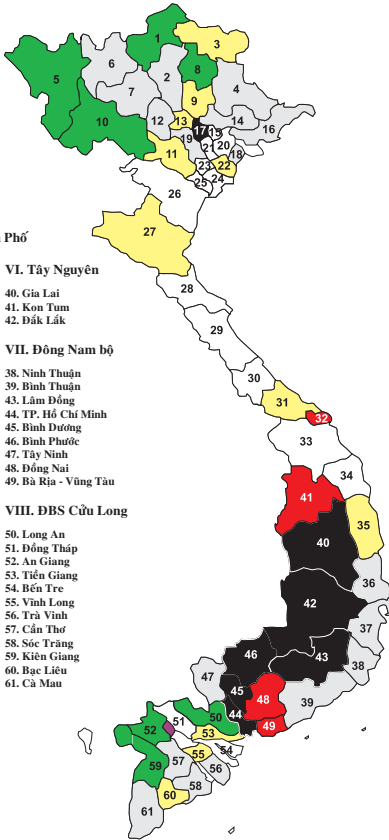 1
3
6
2
8
5
4
7
9
10
12
13
14
17
15
16
19
21
20
18
11
23
22
24
25
26
27
Phố
28
29
30
31
32
33
34
41
35
40
36
42
37
43
38
46
47
45
48
39
44
50
49
51
52
53
54
55
57
56
59
58
60
61
VI. Tây Nguyên
40. Gia Lai
41. Kon Tum
42. Đắk Lắk
VII. Đông Nam bộ
38. Ninh Thuận
39. Bình Thuận
43. Lâm Đồng
44. TP. Hồ Chí Minh
45. Bình Dương
46. Bình Phước
47. Tây Ninh
48. Đồng Nai
49. Bà Rịa - Vũng Tàu
VIII. ĐBS Cửu Long
50. Long An
51. Đồng Tháp
52. An Giang
53. Tiền Giang
54. Bến Tre
55. Vĩnh Long
56. Trà Vinh
57. Cần Thơ
58. Sóc Trăng
59. Kiên Giang
60. Bạc Liêu
61. Cà Mau